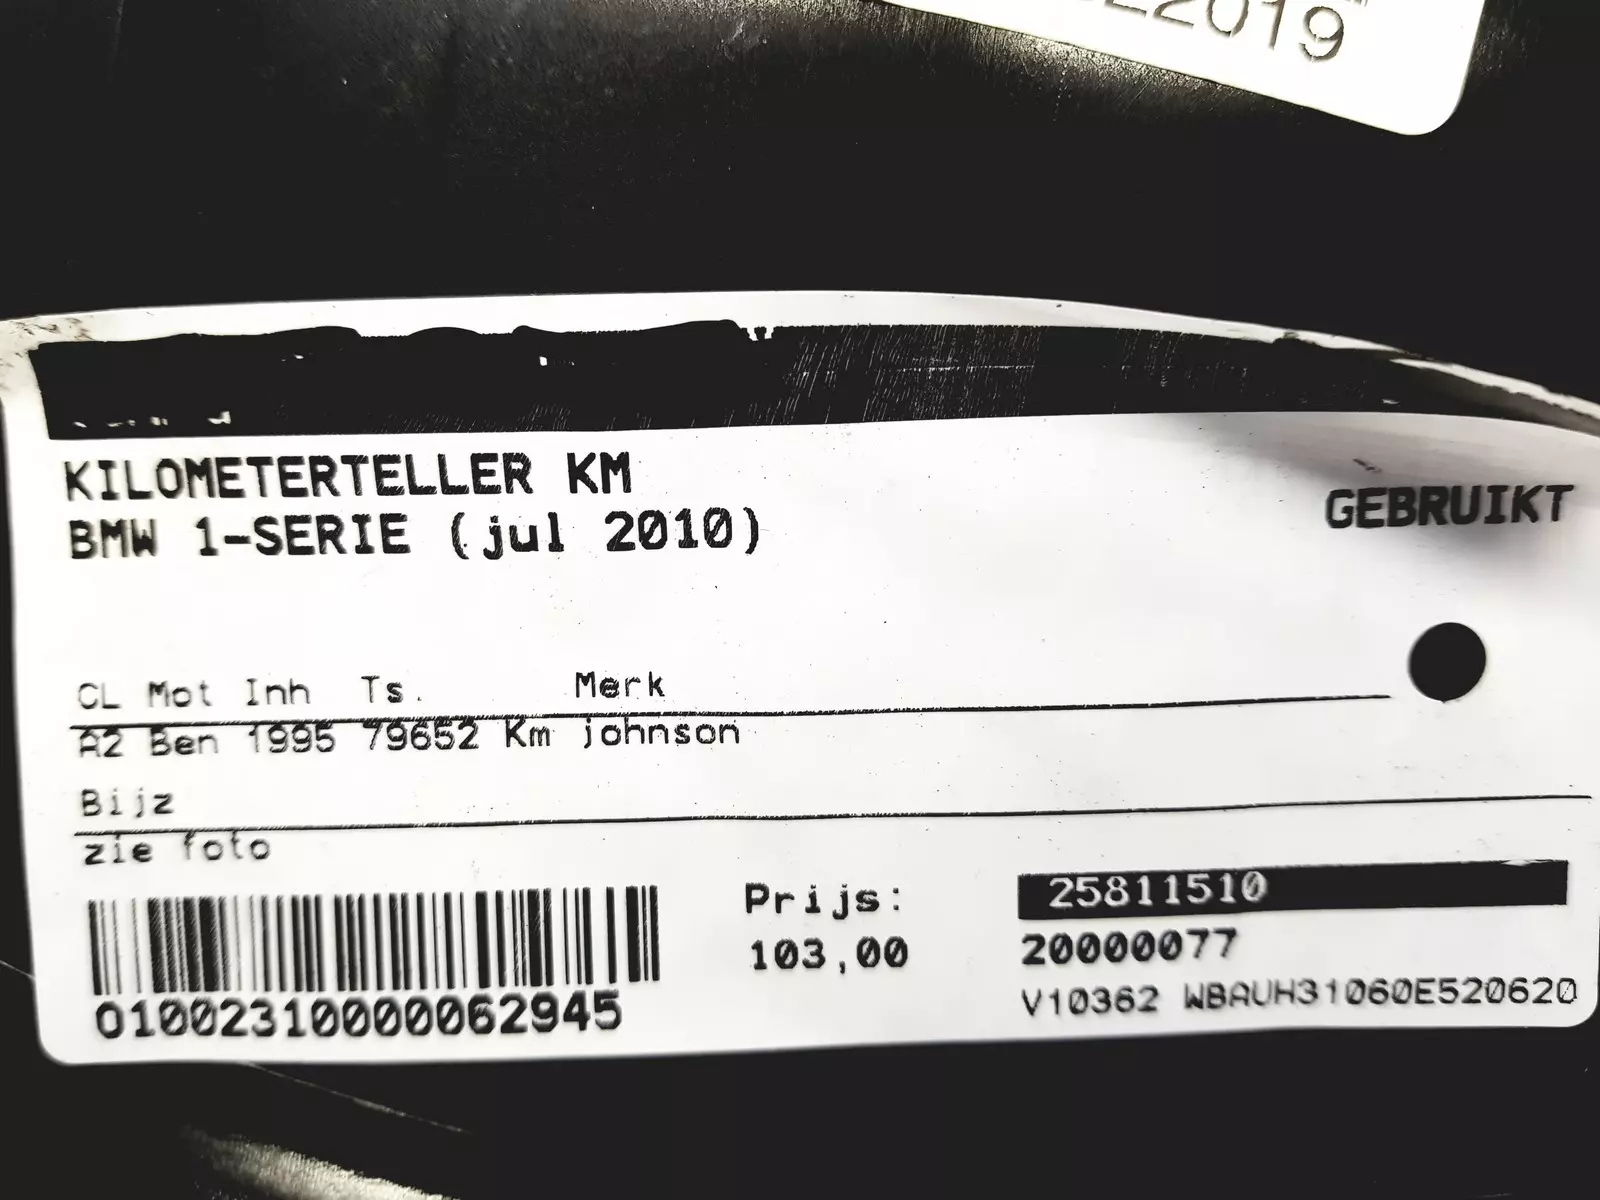 2019
KILOMETERTELLER KM
BMW 1-SERIE (jul 2010)
GEBRUIKT
CL Mot Inh Ts. Merk
A2 Ben 1995 79652 Km johnson
Bijz
zie foto
Prijs: 25811510
103,00 20000077
01002310000062945 V10362 WBAUH31060E520620